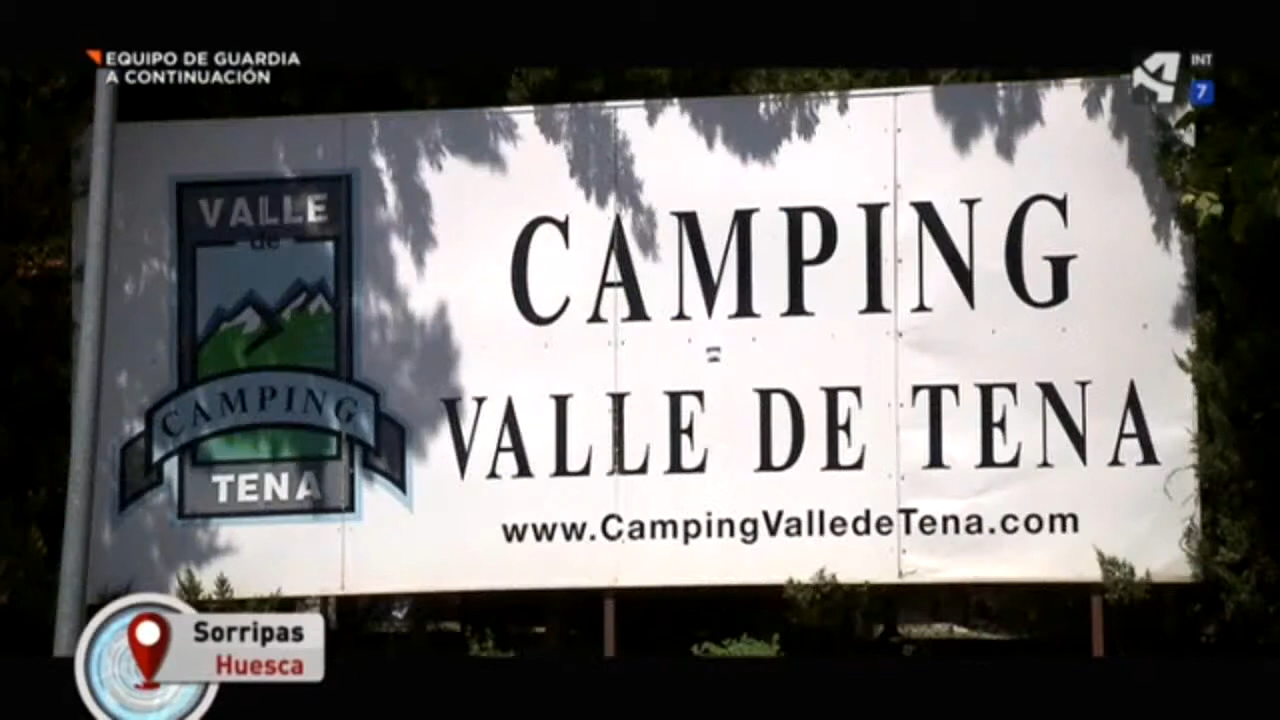 EQUIPO DE GUARDIA
A CONTINUACIÓN
INT
7
VALLE
de
CAMPING
TENA
CAMPING
VALLE DE TENA
www.CampingValledeTena.com
Sorripas
Huesca